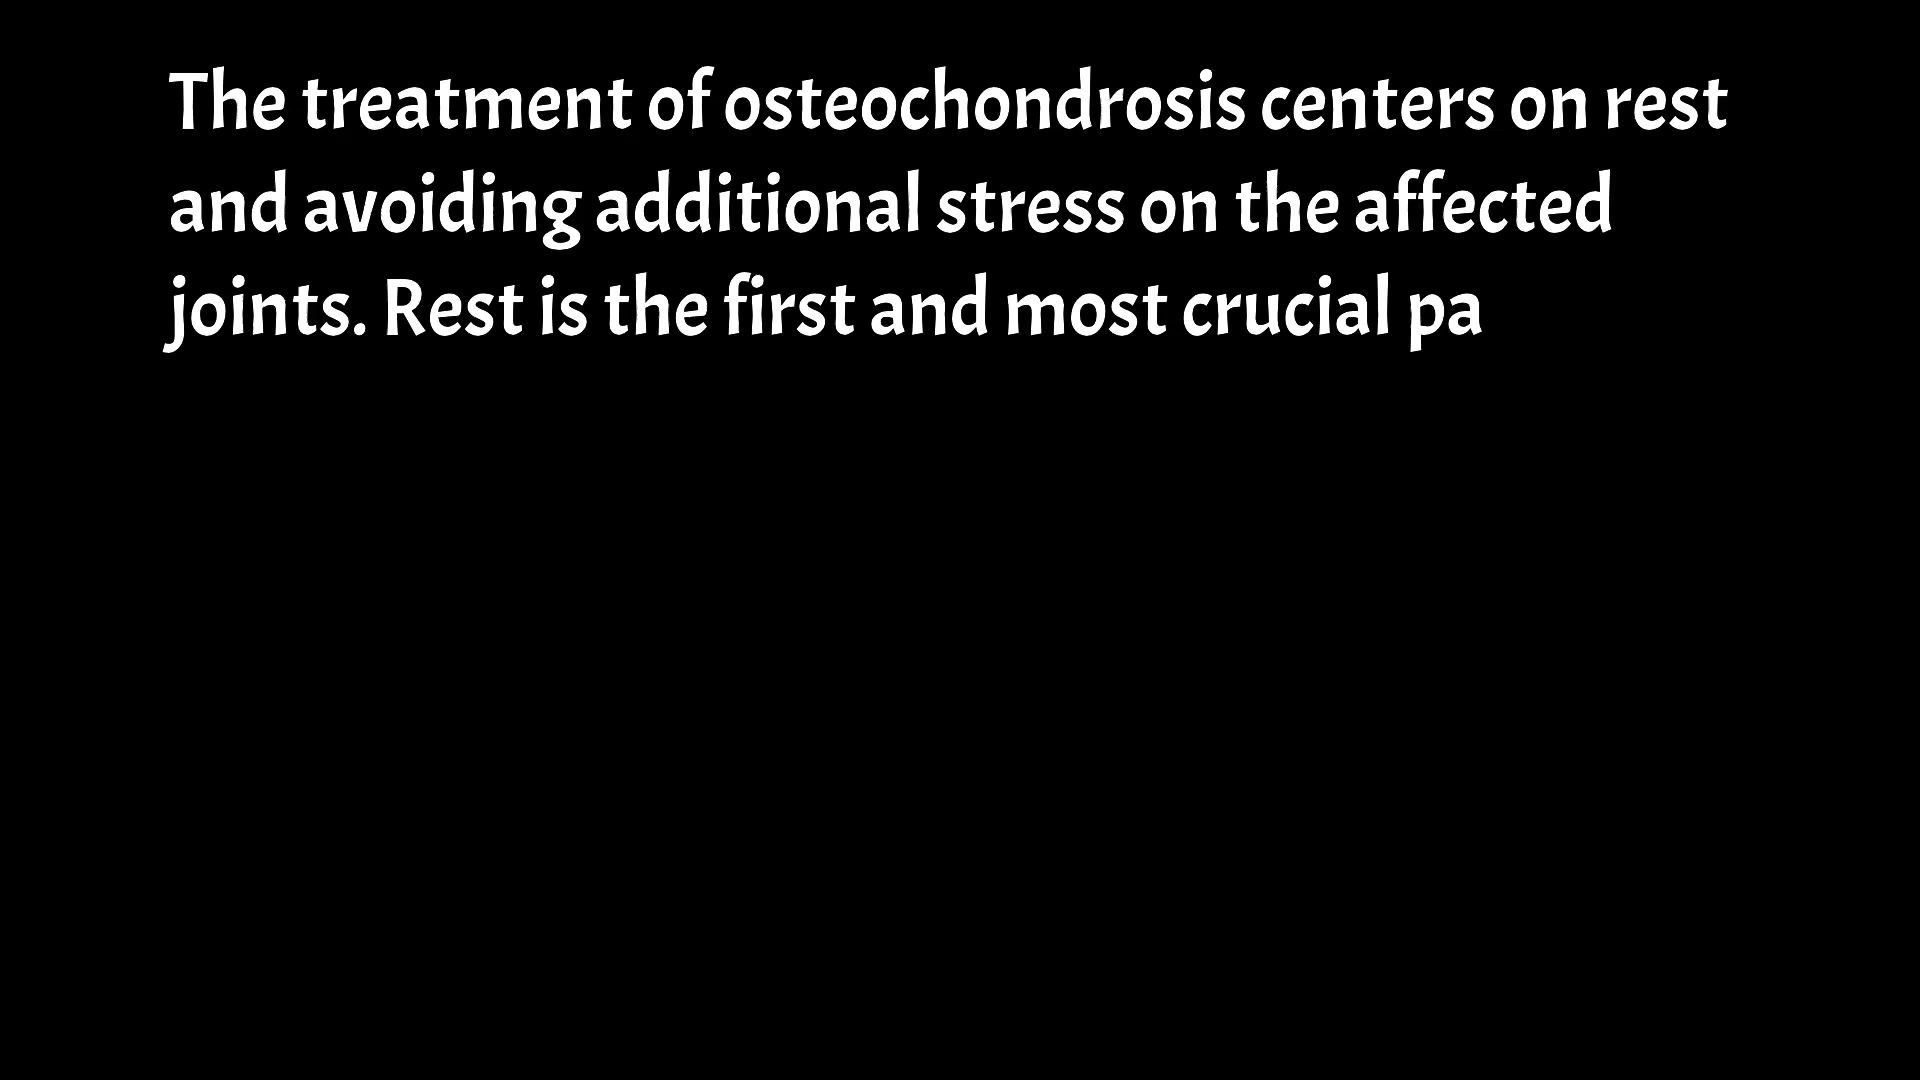 The treatment of osteochondrosis centers on rest
and avoiding additional stress on the affected
joints. Rest is the first and most crucial pa